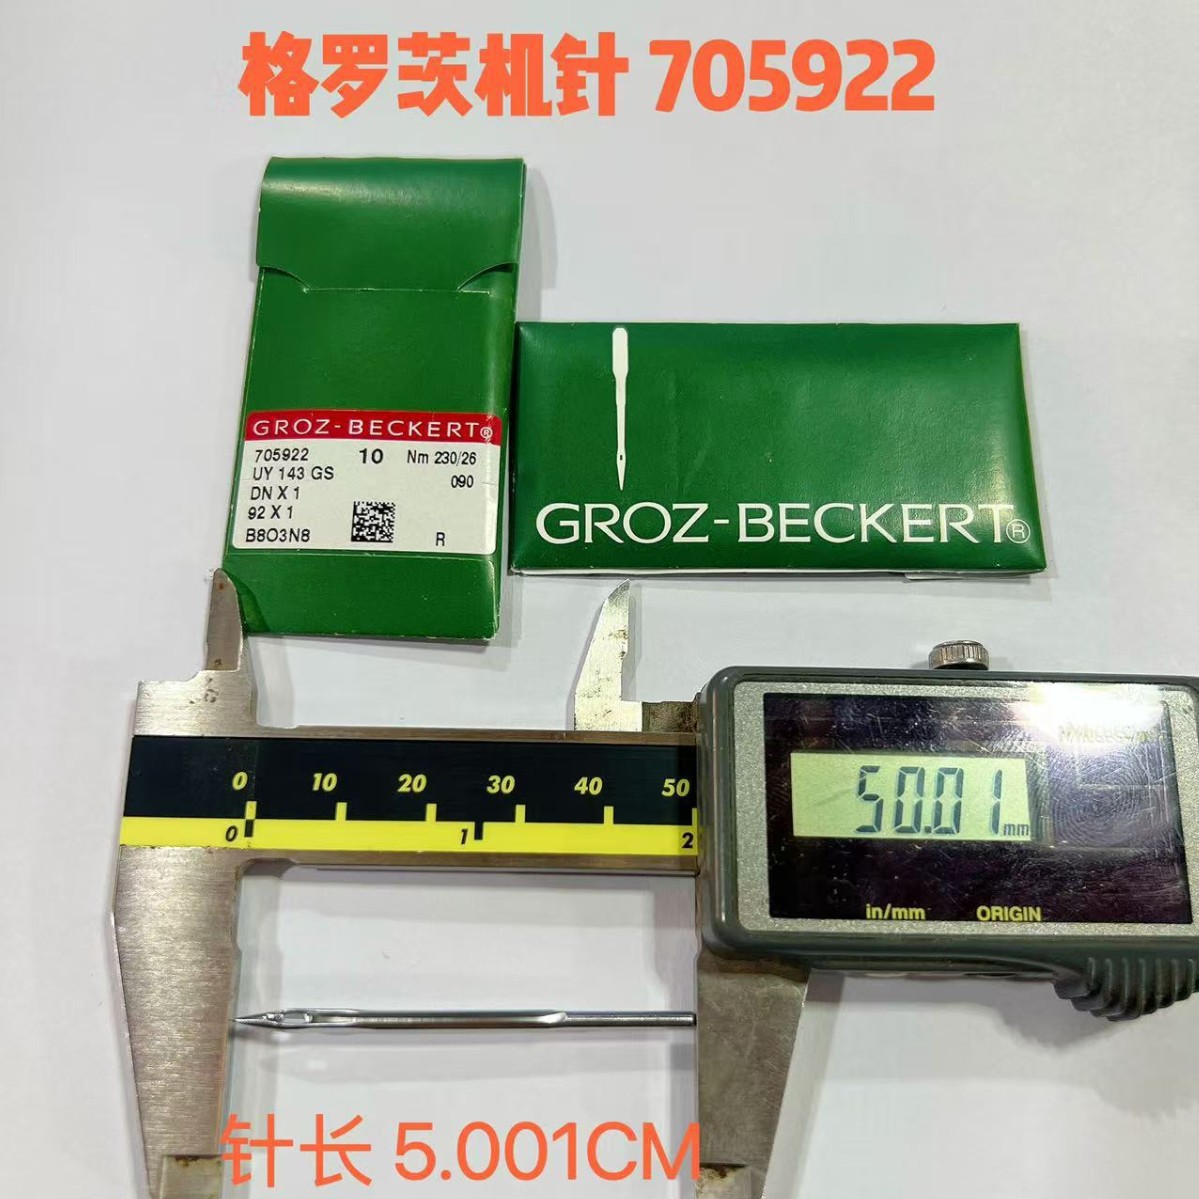 格罗茨机针 705922
GROZ-BECKERT®
705922 10 Nm 230/26
UY 143 GS 090
DN X 1
92 X 1
B8O3N8 R
GROZ-BECKERT®
0 10 20 30 40 50
0 1 2
50.01 mm
in/mm ORIGIN
针长 5.001CM